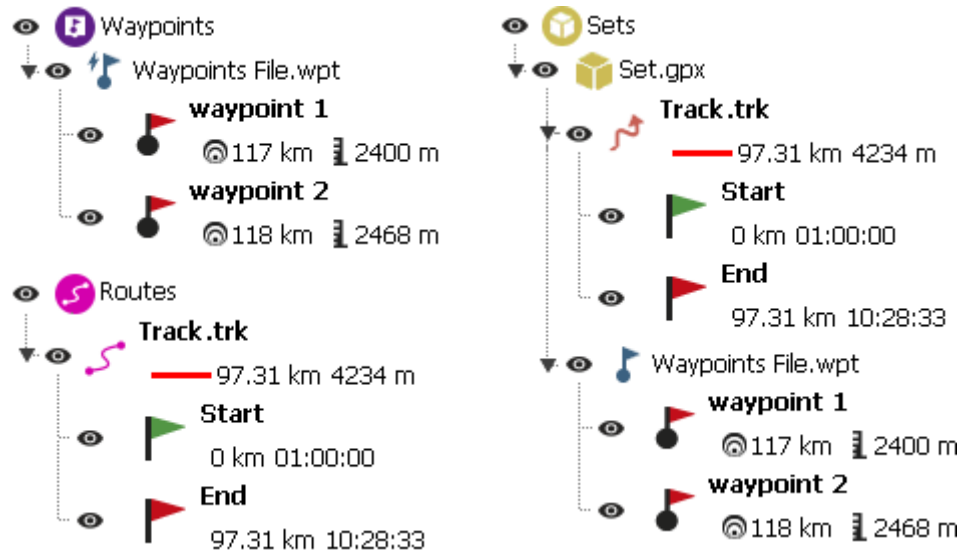 Waypoints
Waypoints File.wpt
waypoint 1
117 km 2400 m
waypoint 2
118 km 2468 m
Routes
Track.trk
97.31 km 4234 m
Start
0 km 01:00:00
End
97.31 km 10:28:33
Sets
Set.gpx
Track.trk
97.31 km 4234 m
Start
0 km 01:00:00
End
97.31 km 10:28:33
Waypoints File.wpt
waypoint 1
117 km 2400 m
waypoint 2
118 km 2468 m